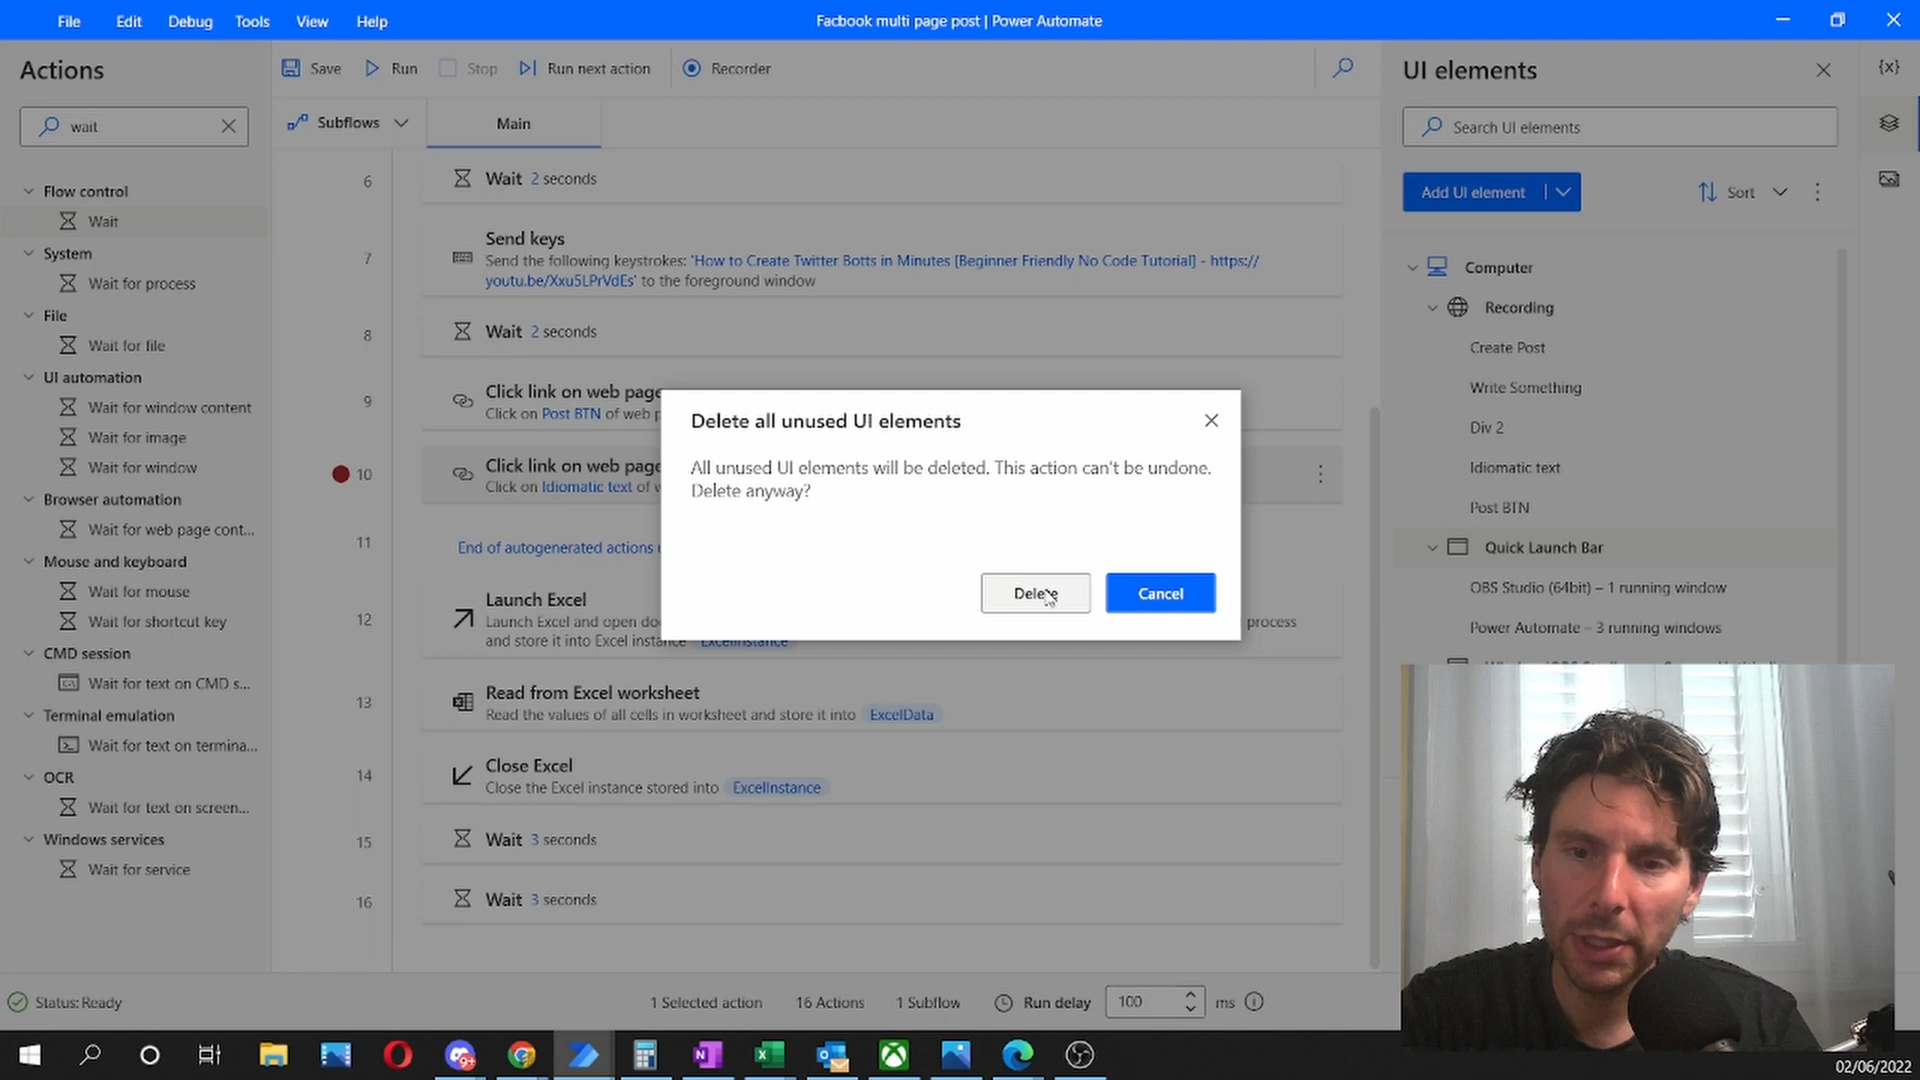 File Edit Debug Tools View Help
Facbook multi page post | Power Automate
Actions
wait
Flow control
Wait
System
Wait for process
File
Wait for file
UI automation
Wait for window content
Wait for image
Wait for window
Browser automation
Wait for web page cont...
Mouse and keyboard
Wait for mouse
Wait for shortcut key
CMD session
Wait for text on CMD s...
Terminal emulation
Wait for text on termina...
OCR
Wait for text on screen...
Windows services
Wait for service
Save Run Stop Run next action Recorder
Subflows Main
6 Wait 2 seconds
7 Send keys
Send the following keystrokes: 'How to Create Twitter Botts in Minutes [Beginner Friendly No Code Tutorial] - https://
youtu.be/Xxu5LPrVdEs' to the foreground window
8 Wait 2 seconds
9 Click link on web page
Click on Post BTN of web p
10 Click link on web page
Click on Idiomatic text of w
11 End of autogenerated actions u
12 Launch Excel
Launch Excel and open do process
and store it into Excel instance ExcelInstance
13 Read from Excel worksheet
Read the values of all cells in worksheet and store it into ExcelData
14 Close Excel
Close the Excel instance stored into ExcelInstance
15 Wait 3 seconds
16 Wait 3 seconds
Delete all unused UI elements
All unused UI elements will be deleted. This action can't be undone.
Delete anyway?
Delete Cancel
UI elements
Search UI elements
Add UI element Sort
Computer
Recording
Create Post
Write Something
Div 2
Idiomatic text
Post BTN
Quick Launch Bar
OBS Studio (64bit) – 1 running window
Power Automate – 3 running windows
{x}
Status: Ready 1 Selected action 16 Actions 1 Subflow Run delay 100 ms
02/06/2022